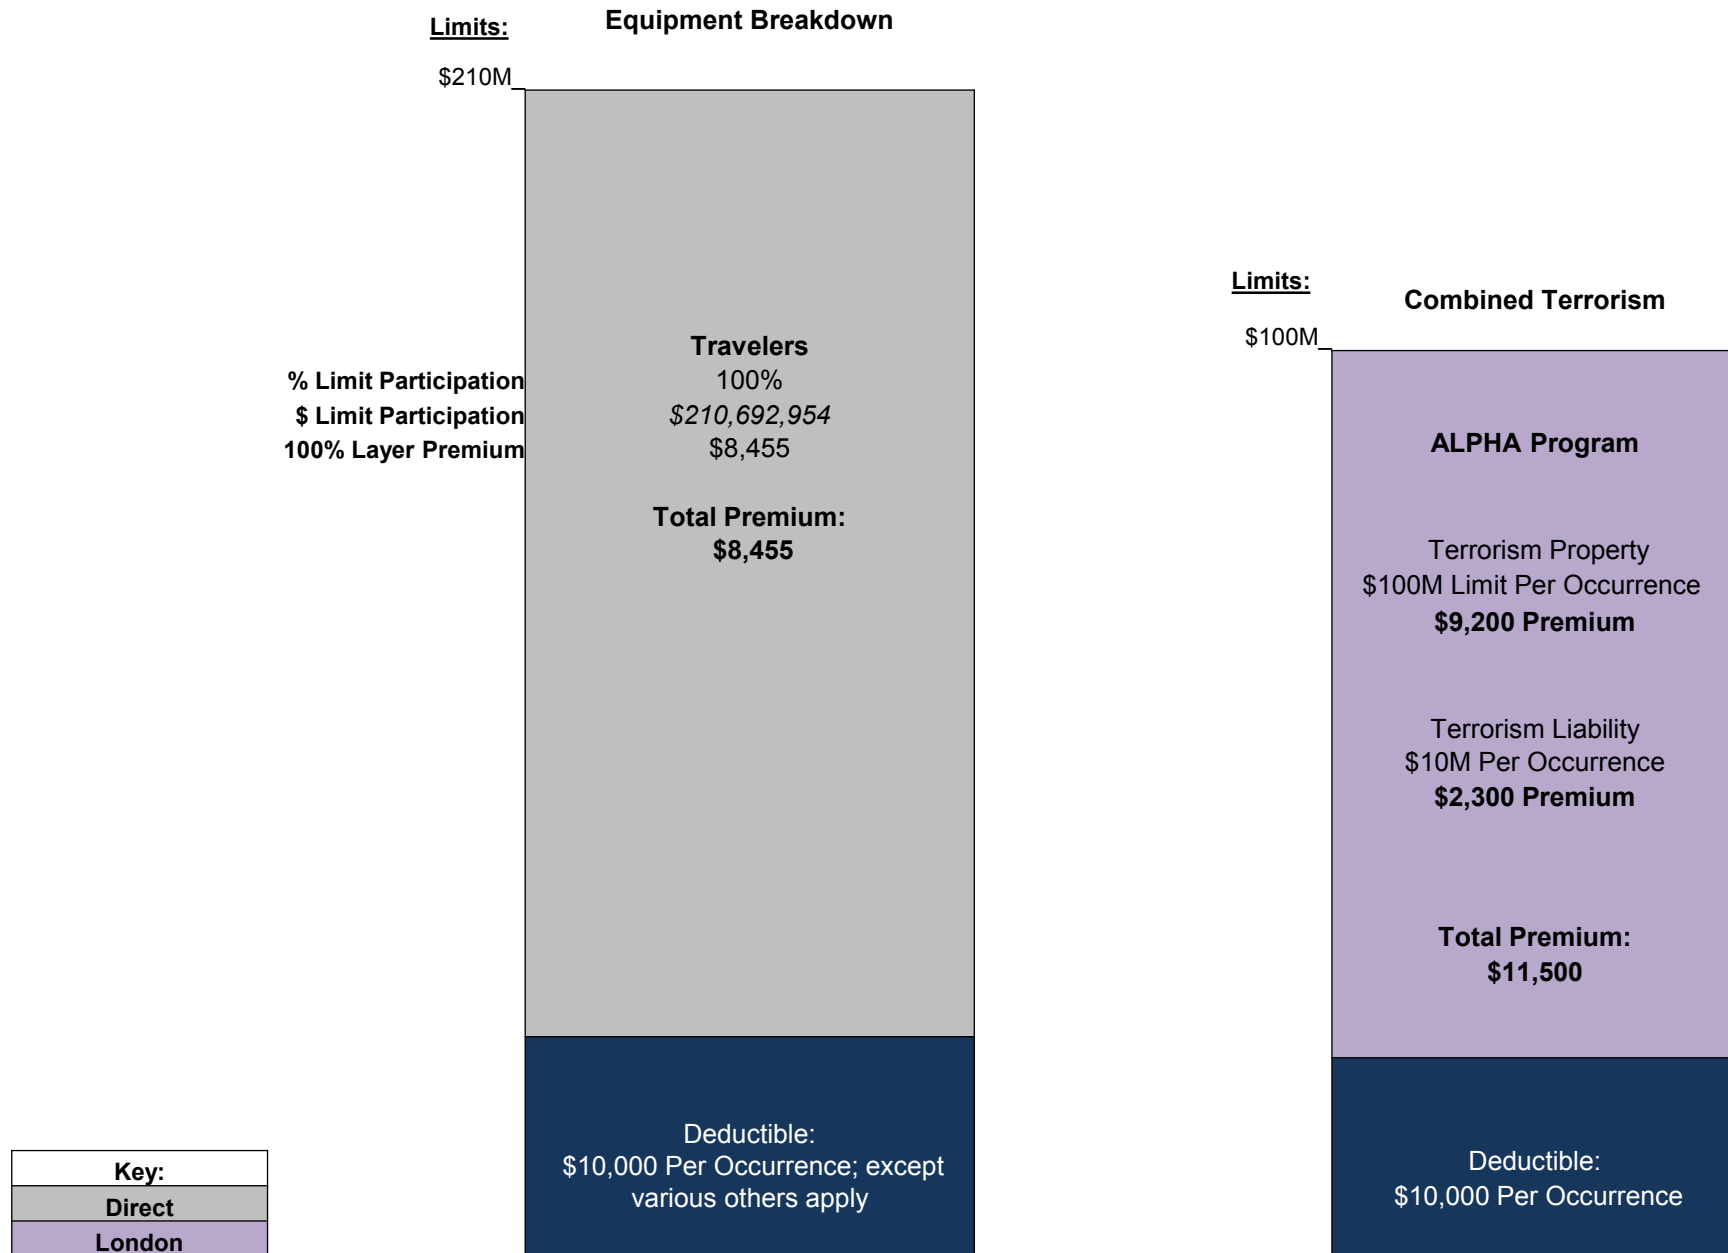 Limits:
Equipment Breakdown
$210M_
% Limit Participation
$ Limit Participation
100% Layer Premium
Travelers
100%
$210,692,954
$8,455
Total Premium:
$8,455
Deductible:
$10,000 Per Occurrence; except
various others apply
Limits:
Combined Terrorism
$100M_
ALPHA Program
Terrorism Property
$100M Limit Per Occurrence
$9,200 Premium
Terrorism Liability
$10M Per Occurrence
$2,300 Premium
Total Premium:
$11,500
Deductible:
$10,000 Per Occurrence
Key:
Direct
London